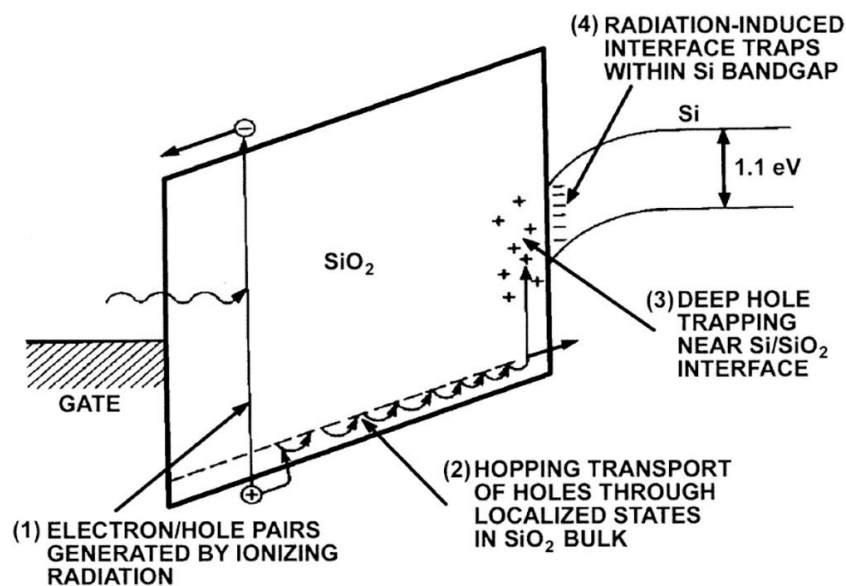 (4) RADIATION-INDUCED
INTERFACE TRAPS
WITHIN Si BANDGAP
Si
1.1 eV
SiO₂
(3) DEEP HOLE
TRAPPING
NEAR Si/SiO₂
INTERFACE
GATE
(2) HOPPING TRANSPORT
OF HOLES THROUGH
LOCALIZED STATES
IN SiO₂ BULK
(1) ELECTRON/HOLE PAIRS
GENERATED BY IONIZING
RADIATION